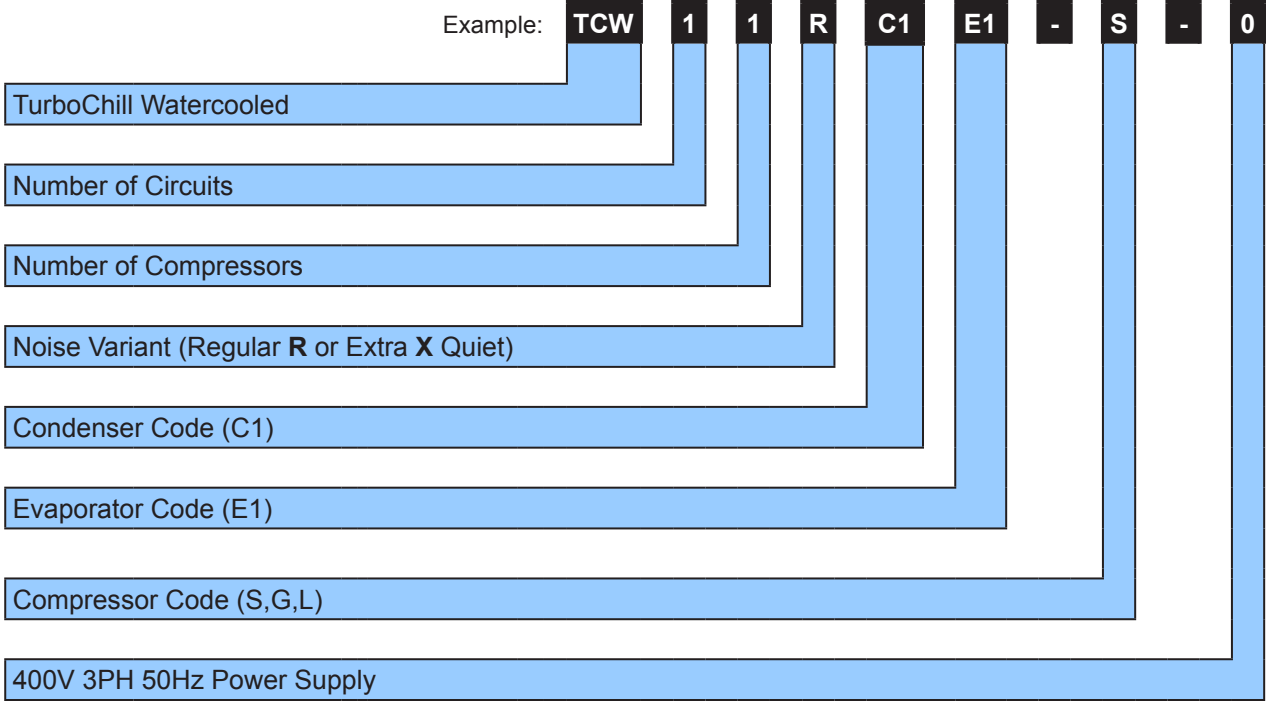 Example: TCW 1 1 R C1 E1 - S - 0
TurboChill Watercooled
Number of Circuits
Number of Compressors
Noise Variant (Regular R or Extra X Quiet)
Condenser Code (C1)
Evaporator Code (E1)
Compressor Code (S,G,L)
400V 3PH 50Hz Power Supply